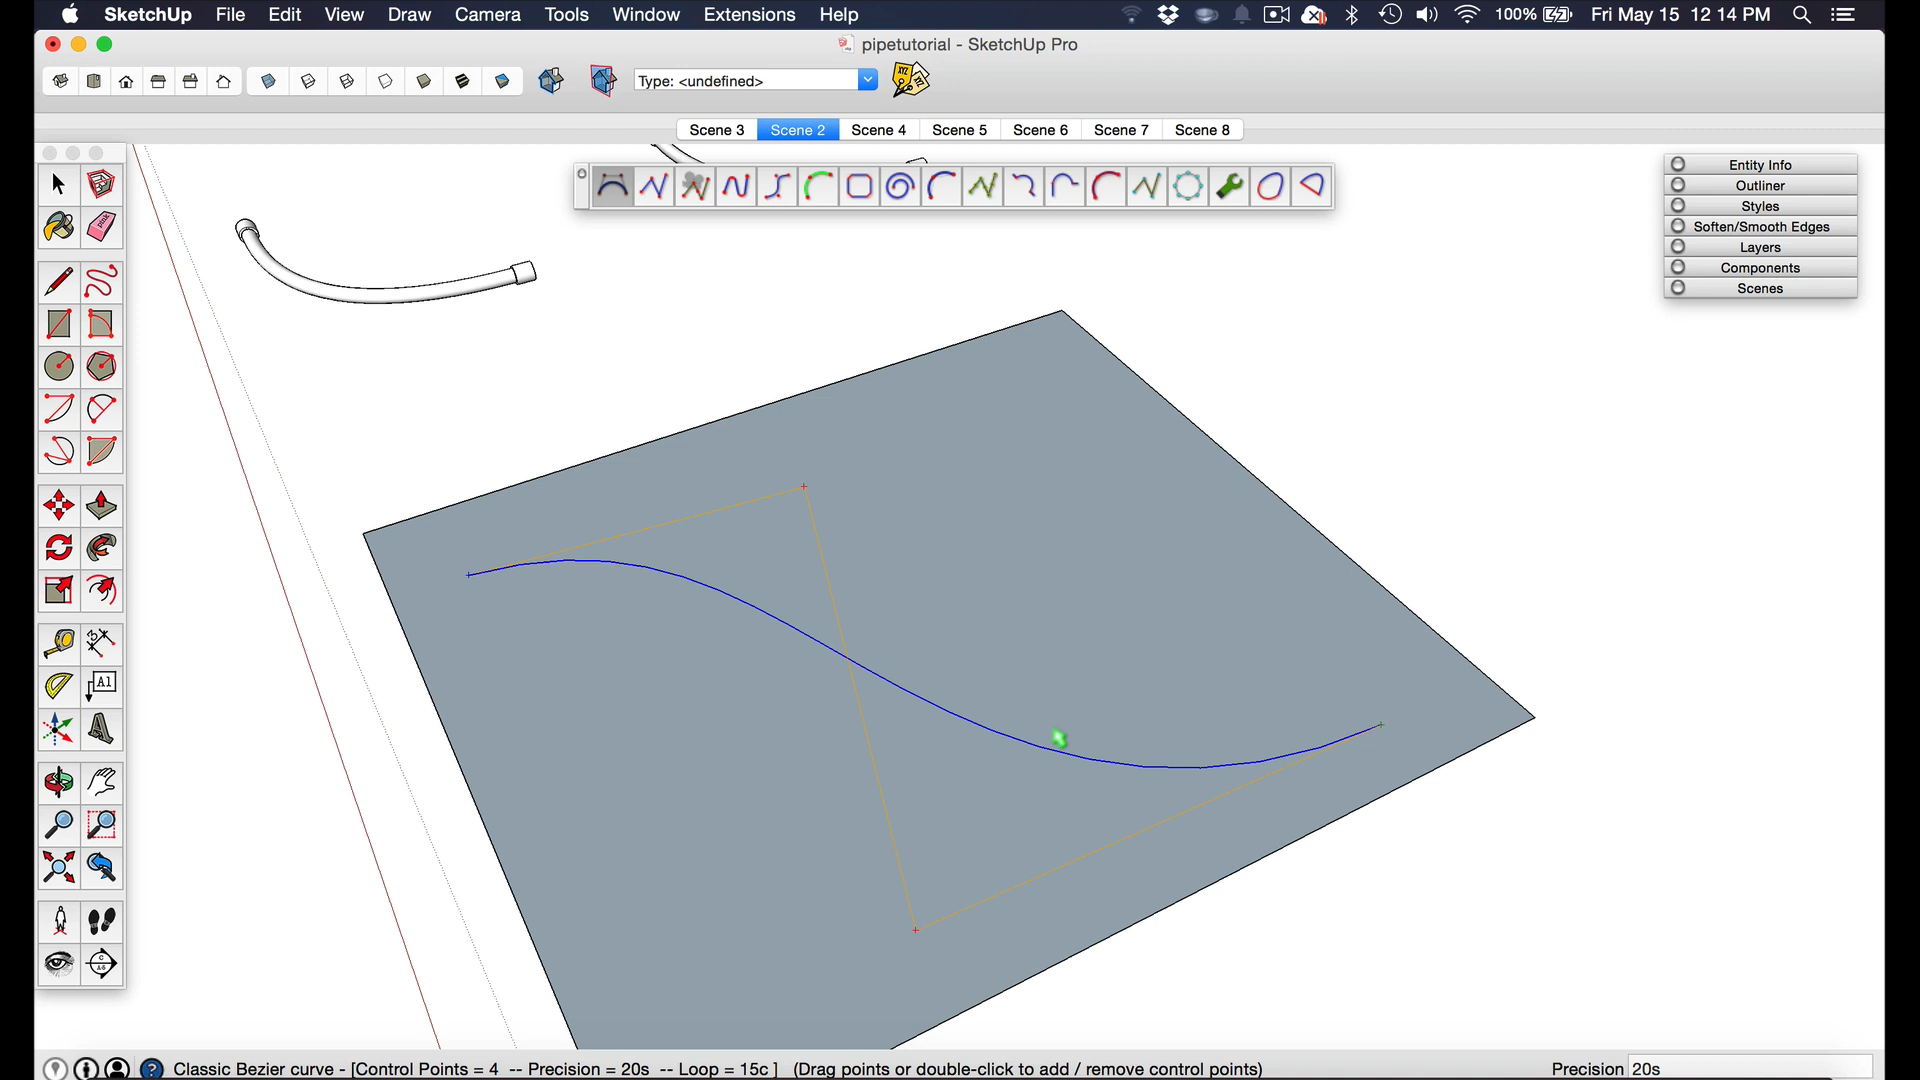 SketchUp File Edit View Draw Camera Tools Window Extensions Help 100% Fri May 15 12:14 PM
pipetutorial - SketchUp Pro
Type: <undefined>
Scene 3 Scene 2 Scene 4 Scene 5 Scene 6 Scene 7 Scene 8
Entity Info
Outliner
Styles
Soften/Smooth Edges
Layers
Components
Scenes
A1
Classic Bezier curve - [Control Points = 4 -- Precision = 20s -- Loop = 15c ] (Drag points or double-click to add / remove control points) Precision 20s